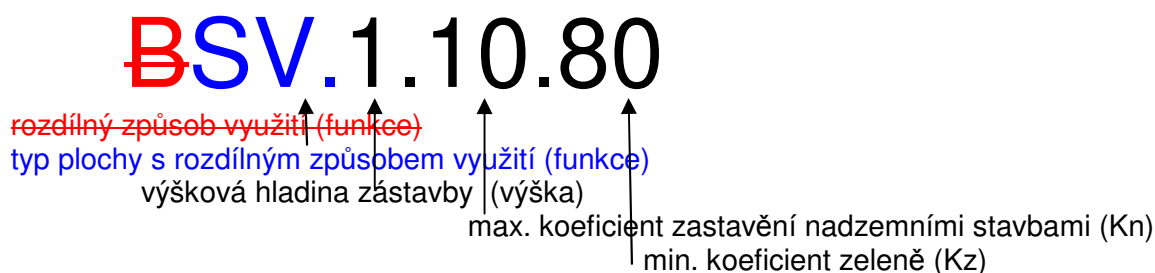 BSV.1.10.80
rozdílný způsob využití (funkce)
typ plochy s rozdílným způsobem využití (funkce)
výšková hladina zástavby (výška)
max. koeficient zastavění nadzemními stavbami (Kn)
min. koeficient zeleně (Kz)